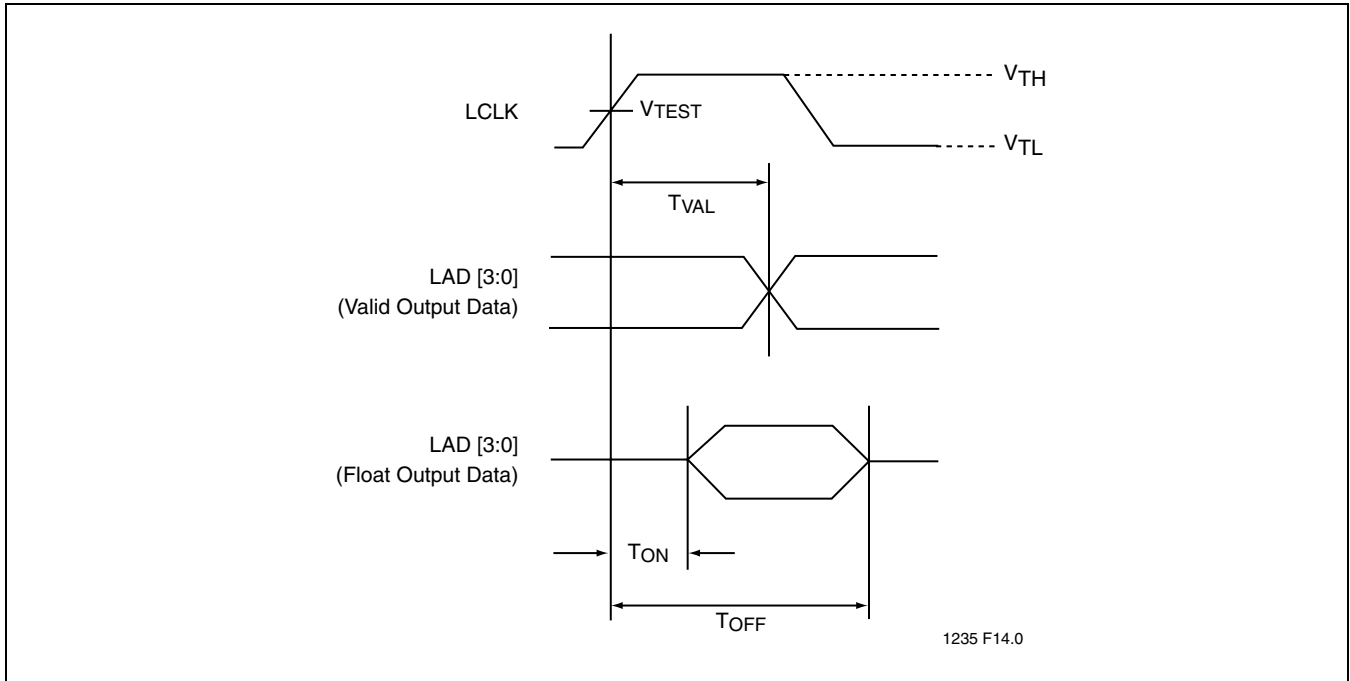 VTH
LCLK
VTEST
VTL
TVAL
LAD [3:0]
(Valid Output Data)
LAD [3:0]
(Float Output Data)
TON
TOFF
1235 F14.0